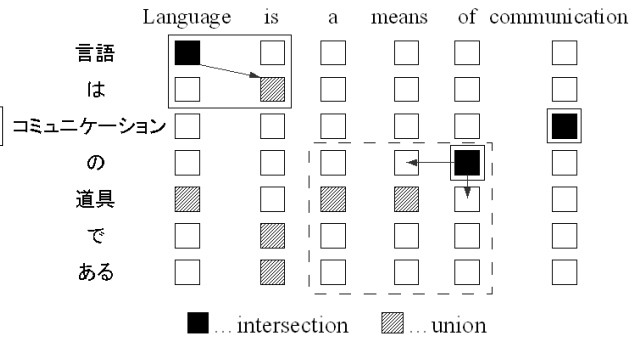 Language is a means of communication
言語
は
コミュニケーション
の
道具
で
ある
...intersection ...union